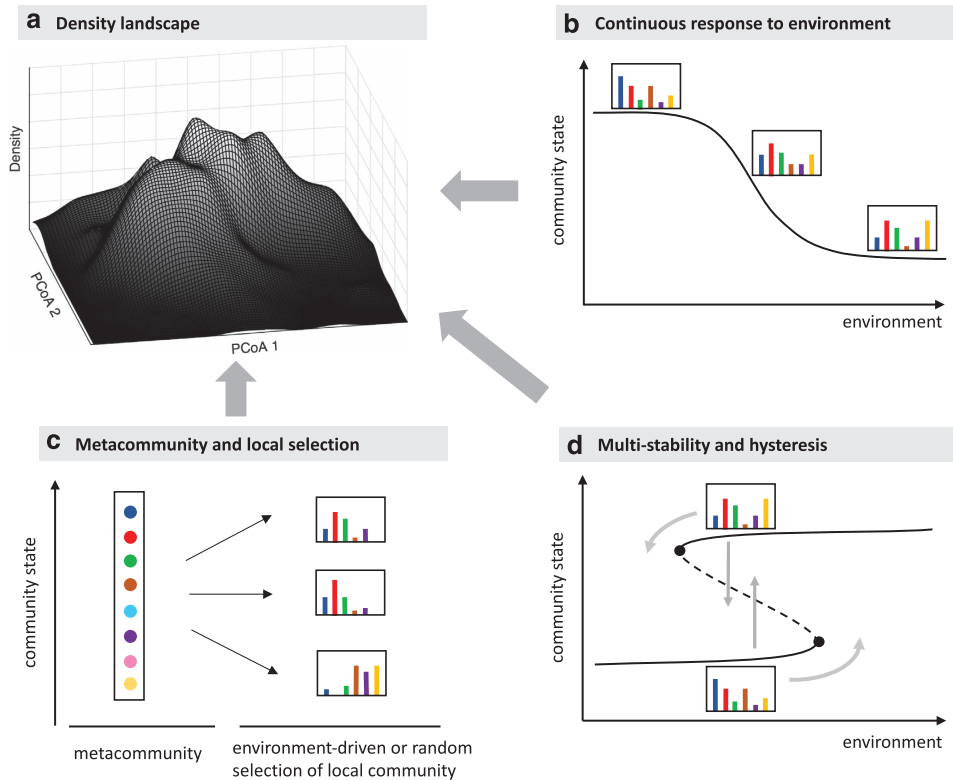 a Density landscape
Density
PCoA 2
PCoA 1
b Continuous response to environment
community state
environment
c Metacommunity and local selection
community state
metacommunity
environment-driven or random
selection of local community
d Multi-stability and hysteresis
community state
environment